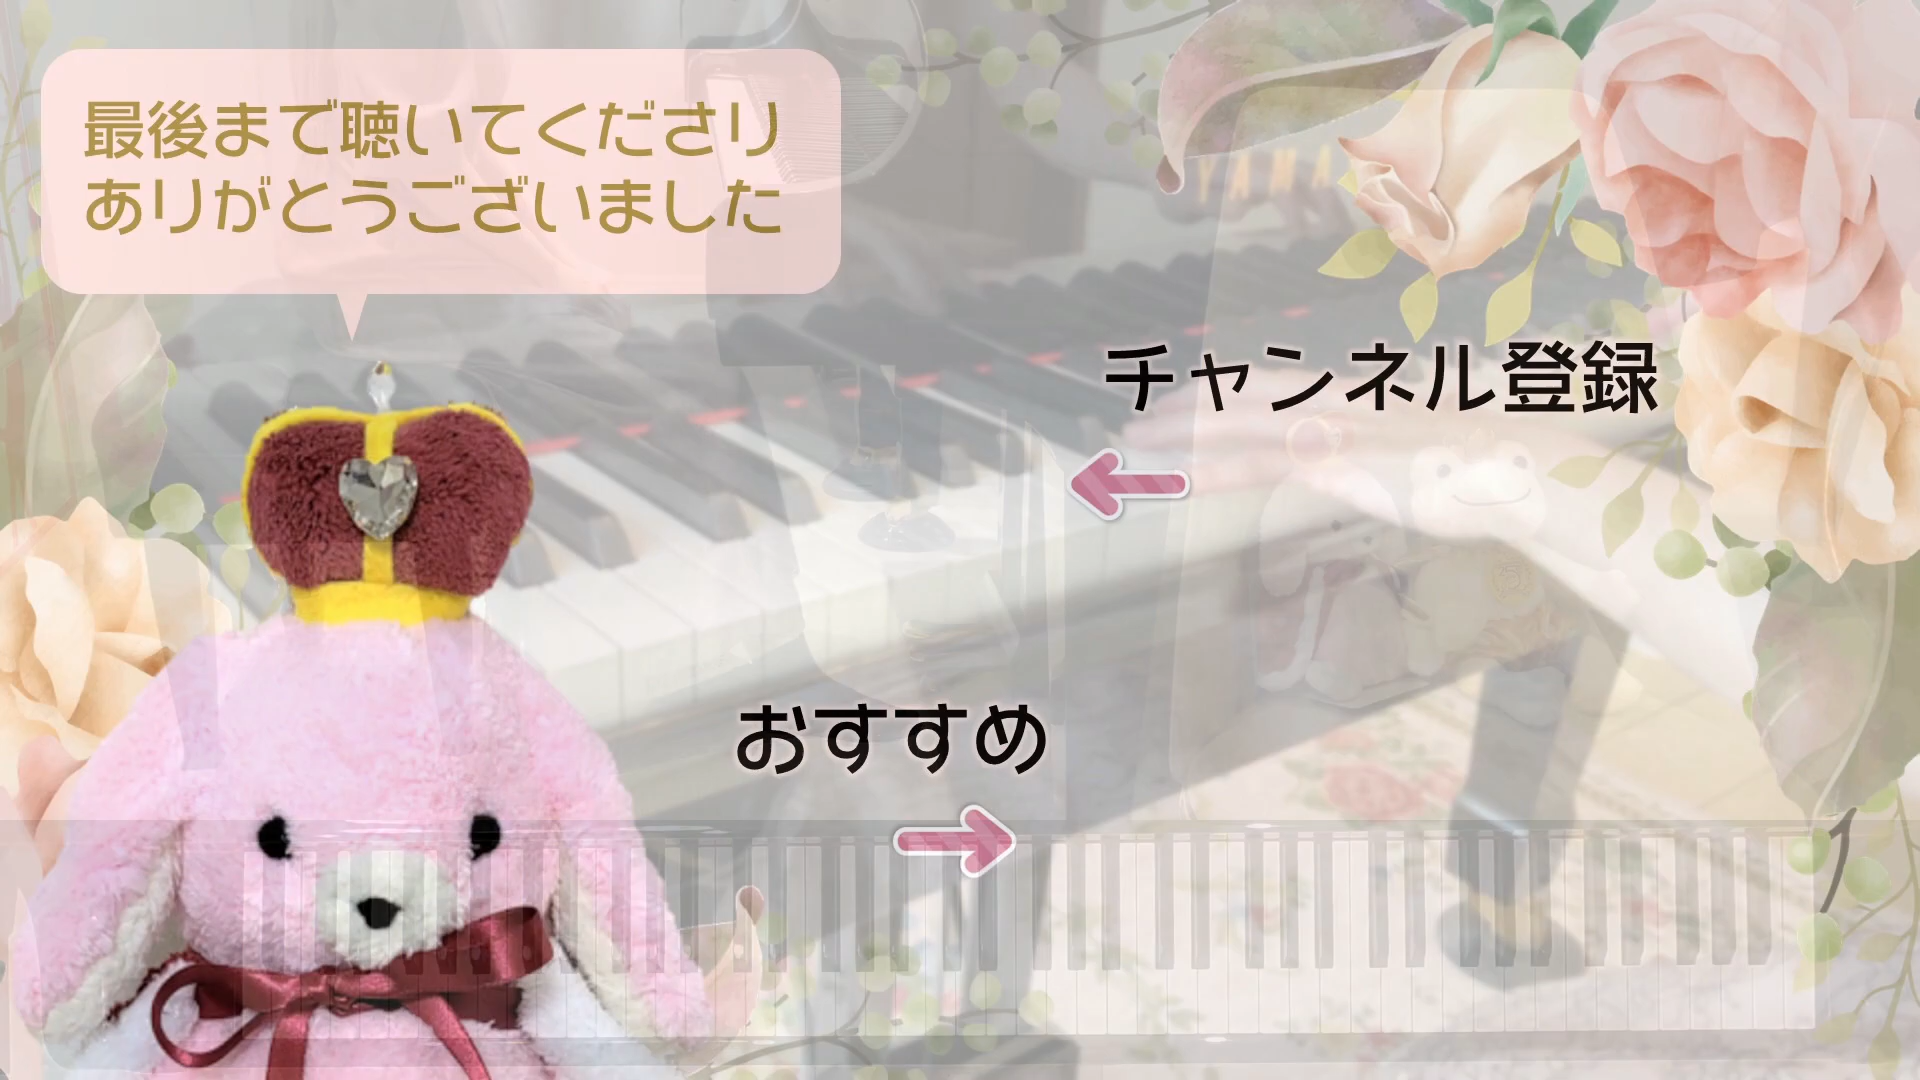 最後まで聴いてくださり
ありがとうございました
YAMA
チャンネル登録
おすすめ